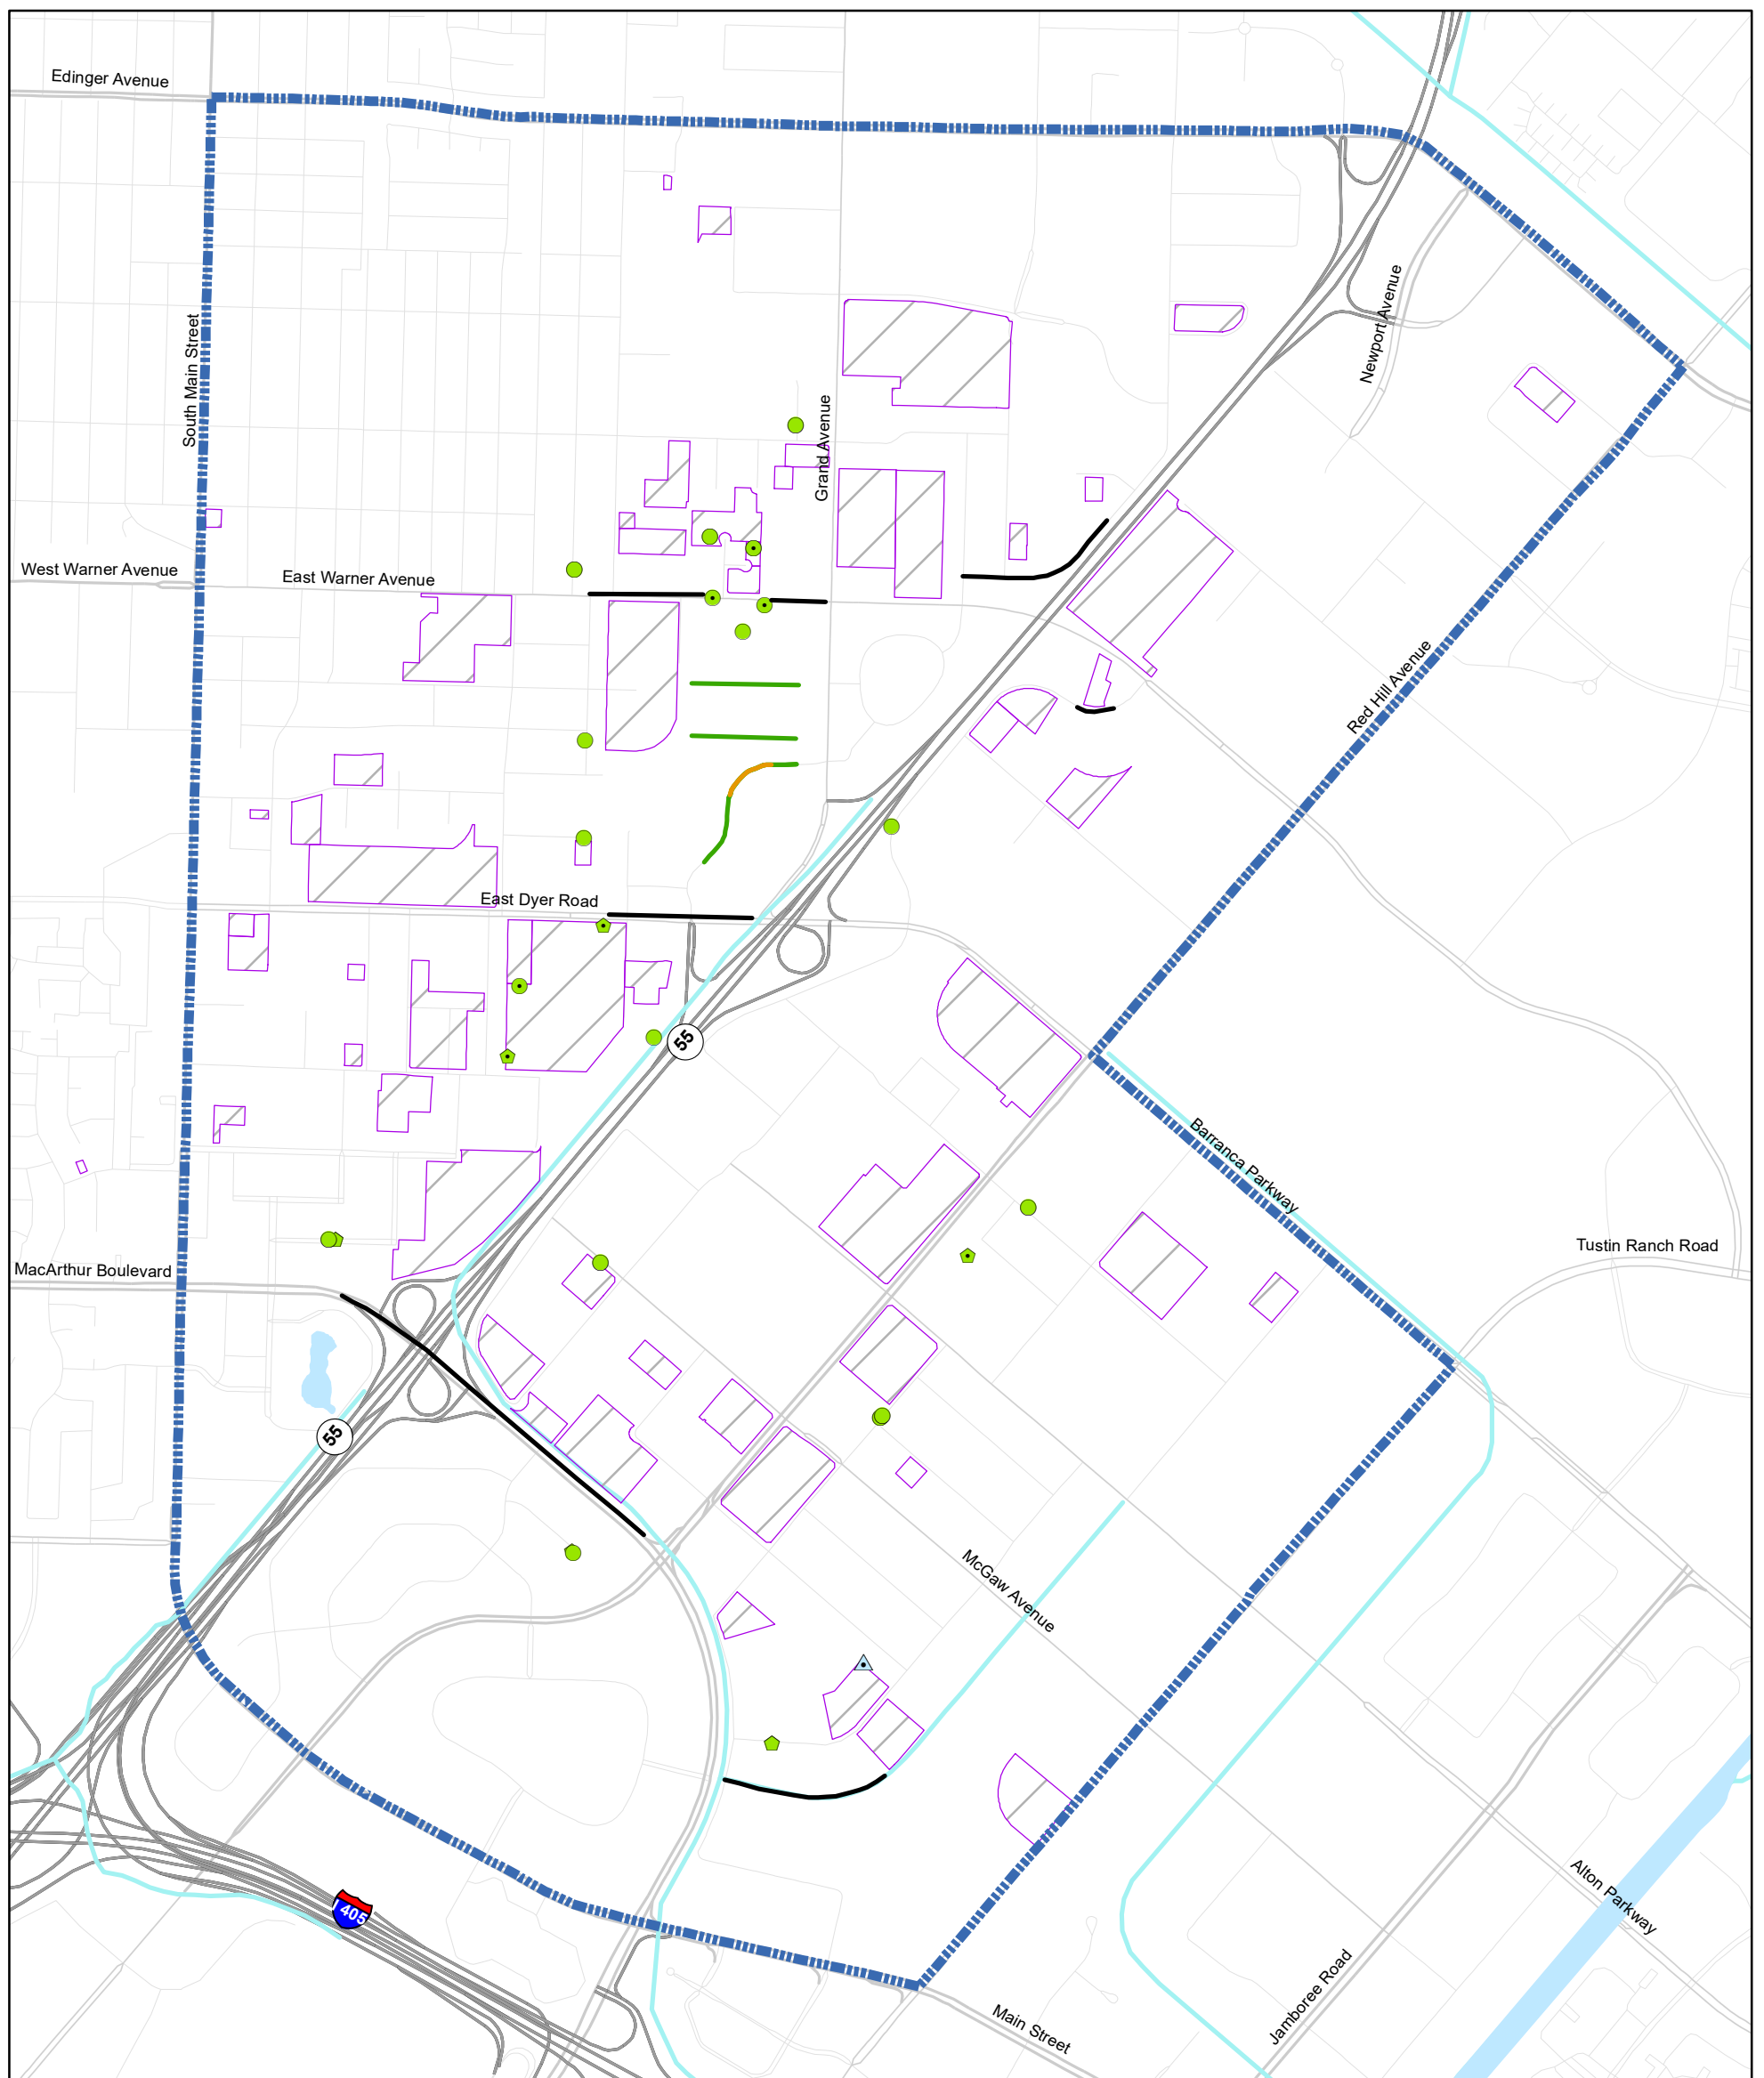 Edinger Avenue
South Main Street
Newport Avenue
Grand Avenue
West Warner Avenue
East Warner Avenue
Red Hill Avenue
East Dyer Road
55
Barranca Parkway
Tustin Ranch Road
MacArthur Boulevard
55
McGaw Avenue
Alton Parkway
405
Jamboree Road
Main Street